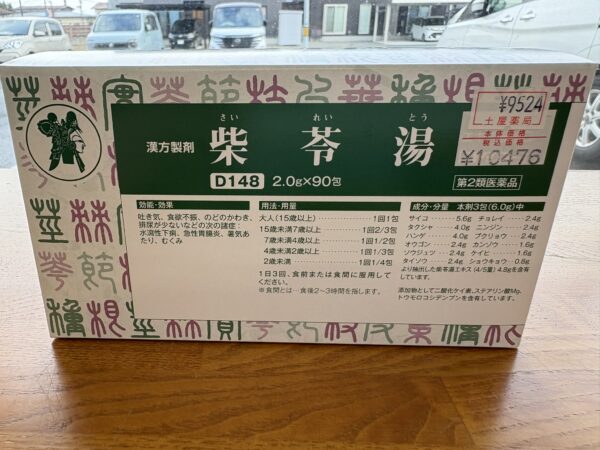 さい れい とう
漢方製剤 柴苓湯
D148 2.0g×90包
第2類医薬品
¥9524
土屋薬局
本体価格
税込価格
¥10476
効能・効果
吐き気、食欲不振、のどのかわき、
排尿が少ないなどの次の諸症:
水瀉性下痢、急性胃腸炎、暑気あ
たり、むくみ
用法・用量
大人(15歳以上) 1回1包
15歳未満7歳以上 1回2/3包
7歳未満4歳以上 1回1/2包
4歳未満2歳以上 1回1/3包
2歳未満 1回1/4包
1日3回、食前または食間に服用して
ください。
※食間とは…食後2~3時間を指します。
成分・分量 本剤3包(6.0g)中
サイコ 5.6g チョレイ 2.4g
タクシャ 4.0g ニンジン 2.4g
ハンゲ 4.0g ブクリョウ 2.4g
オウゴン 2.4g カンゾウ 1.6g
ソウジュツ 2.4g ケイヒ 1.6g
タイソウ 2.4g ショウキョウ 0.8g
より抽出した柴苓湯エキス(4/5量)4.8gを含有
しています。
添加物として二酸化ケイ素、ステアリン酸Mg、
トウモロコシデンプンを含有しています。